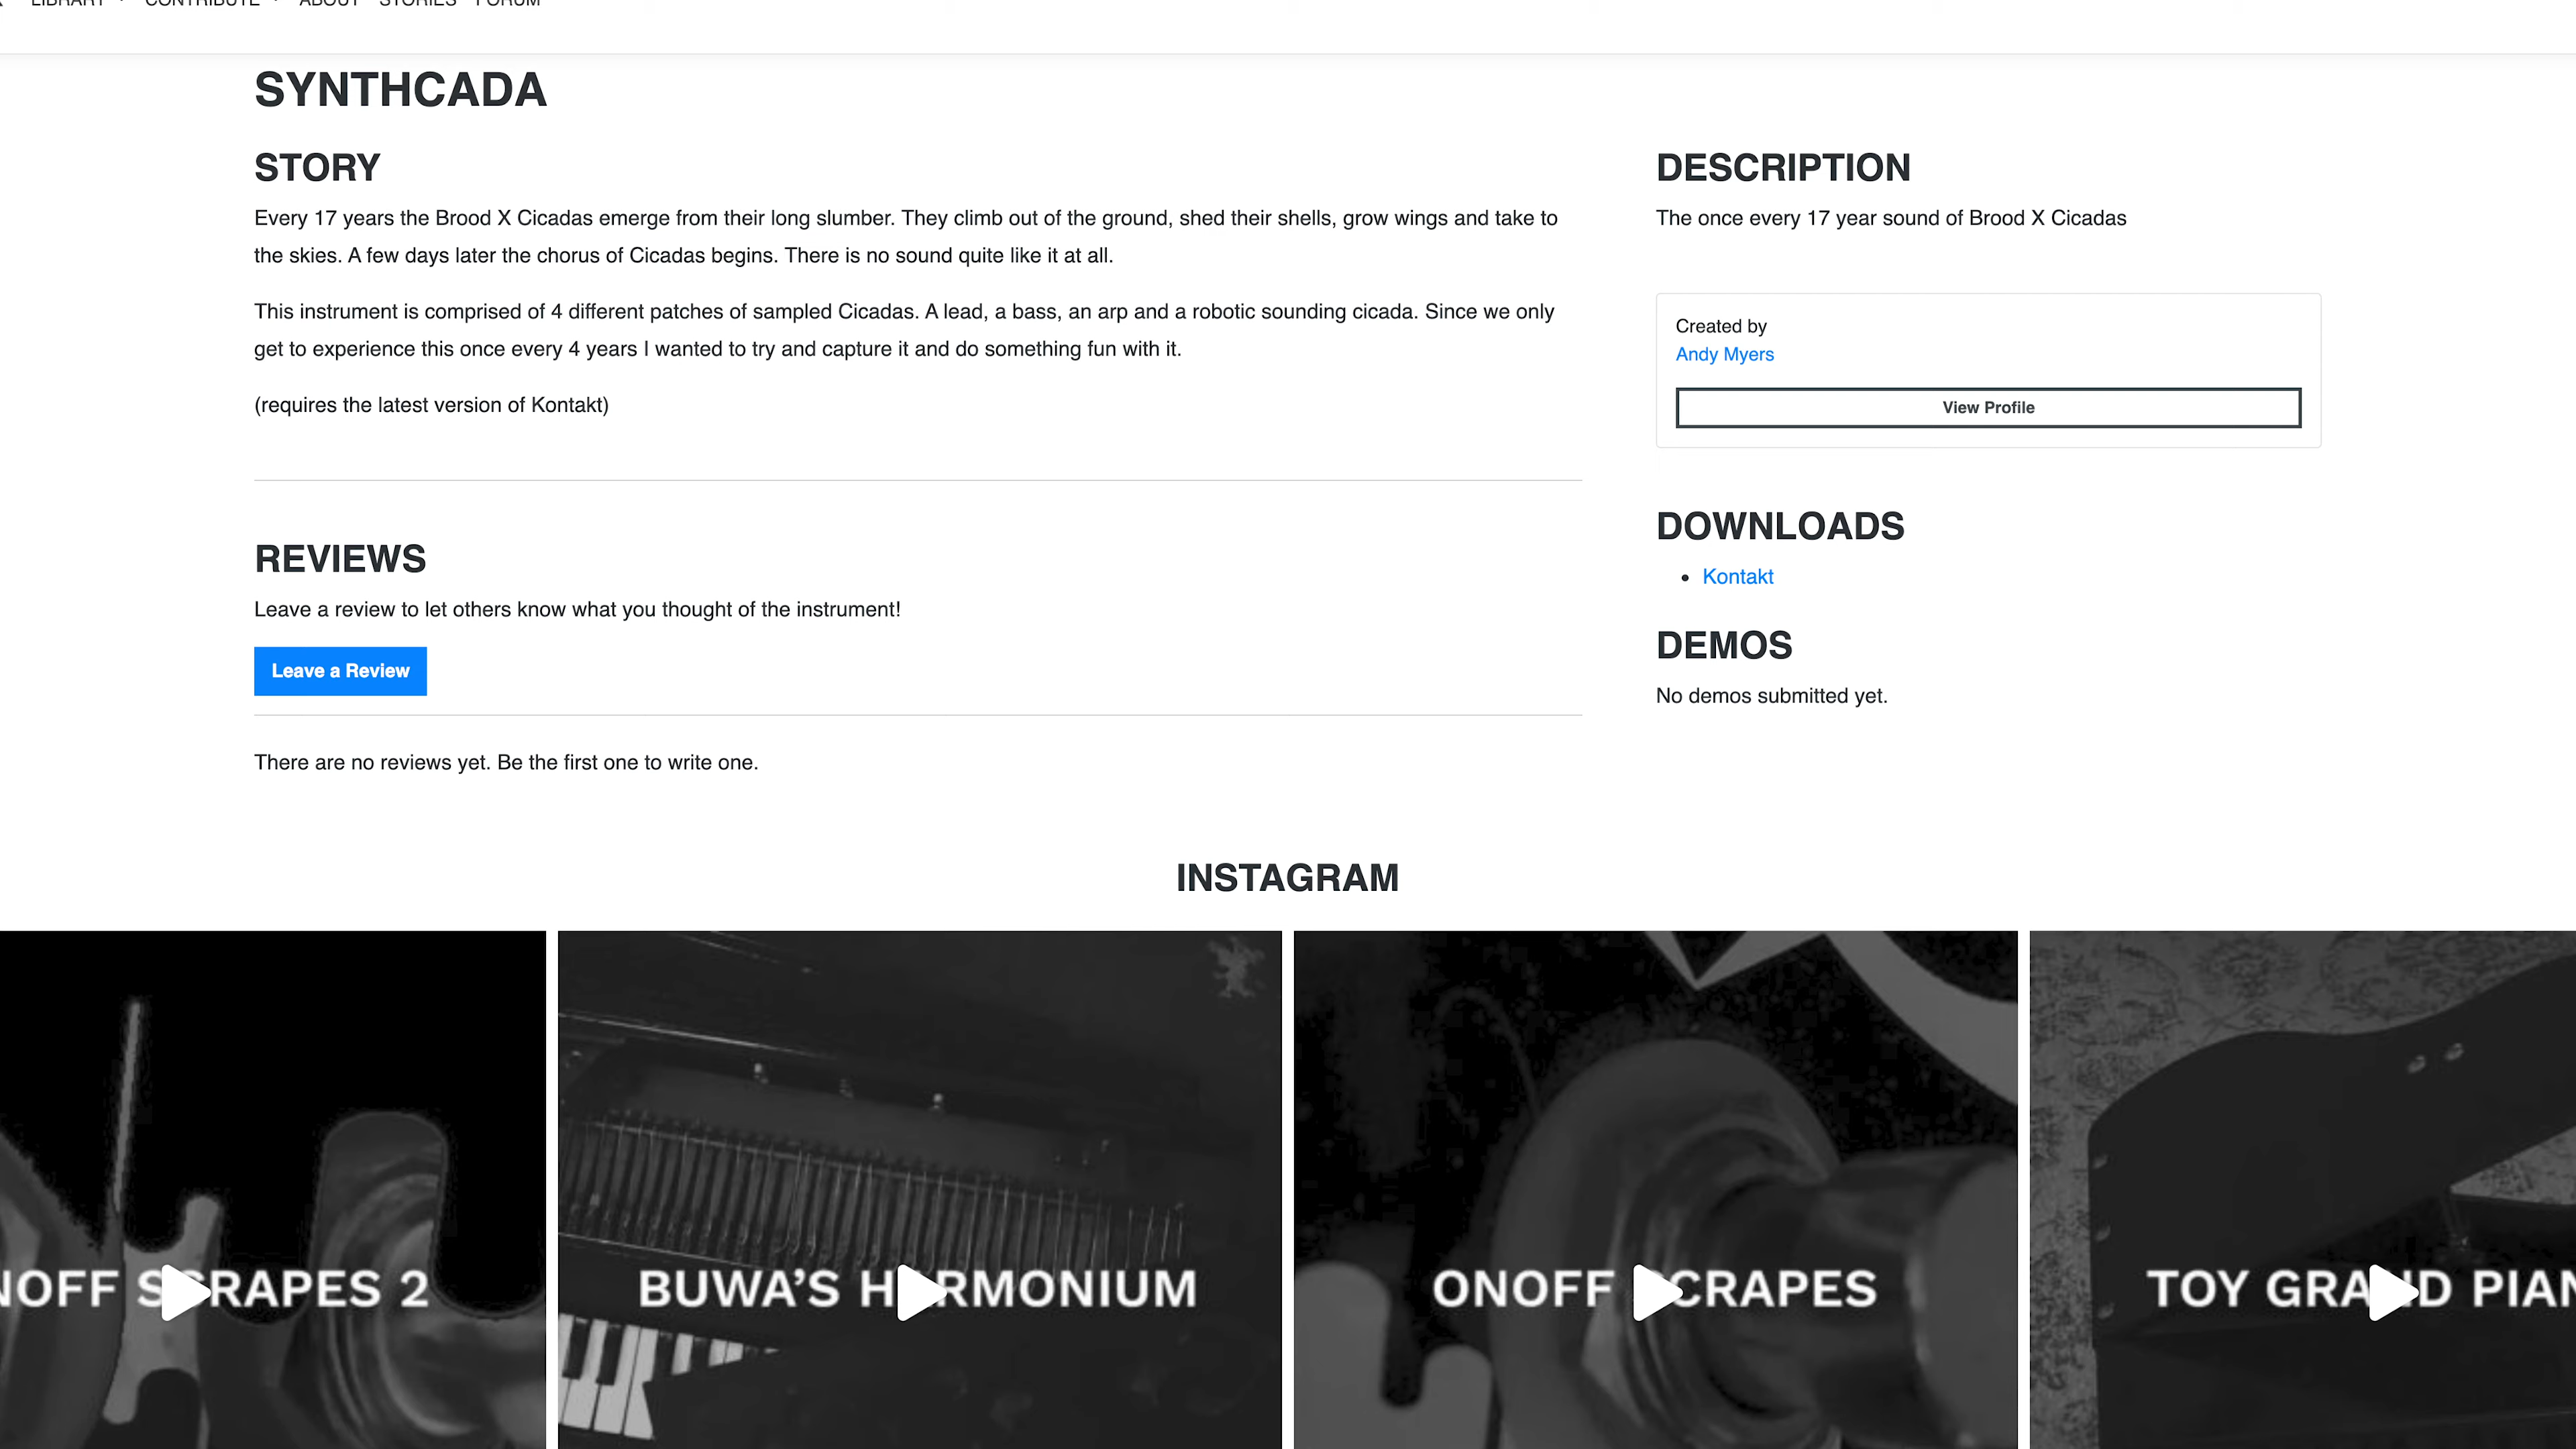 LIBRARY CONTRIBUTE ABOUT STORIES FORUM
SYNTHCADA
STORY
Every 17 years the Brood X Cicadas emerge from their long slumber. They climb out of the ground, shed their shells, grow wings and take to
the skies. A few days later the chorus of Cicadas begins. There is no sound quite like it at all.
This instrument is comprised of 4 different patches of sampled Cicadas. A lead, a bass, an arp and a robotic sounding cicada. Since we only
get to experience this once every 4 years I wanted to try and capture it and do something fun with it.
(requires the latest version of Kontakt)
REVIEWS
Leave a review to let others know what you thought of the instrument!
Leave a Review
There are no reviews yet. Be the first one to write one.
DESCRIPTION
The once every 17 year sound of Brood X Cicadas
Created by
Andy Myers
View Profile
DOWNLOADS
• Kontakt
DEMOS
No demos submitted yet.
INSTAGRAM
NOFF SCRAPES 2
BUWA’S HARMONIUM
ONOFF SCRAPES
TOY GRAND PIAN